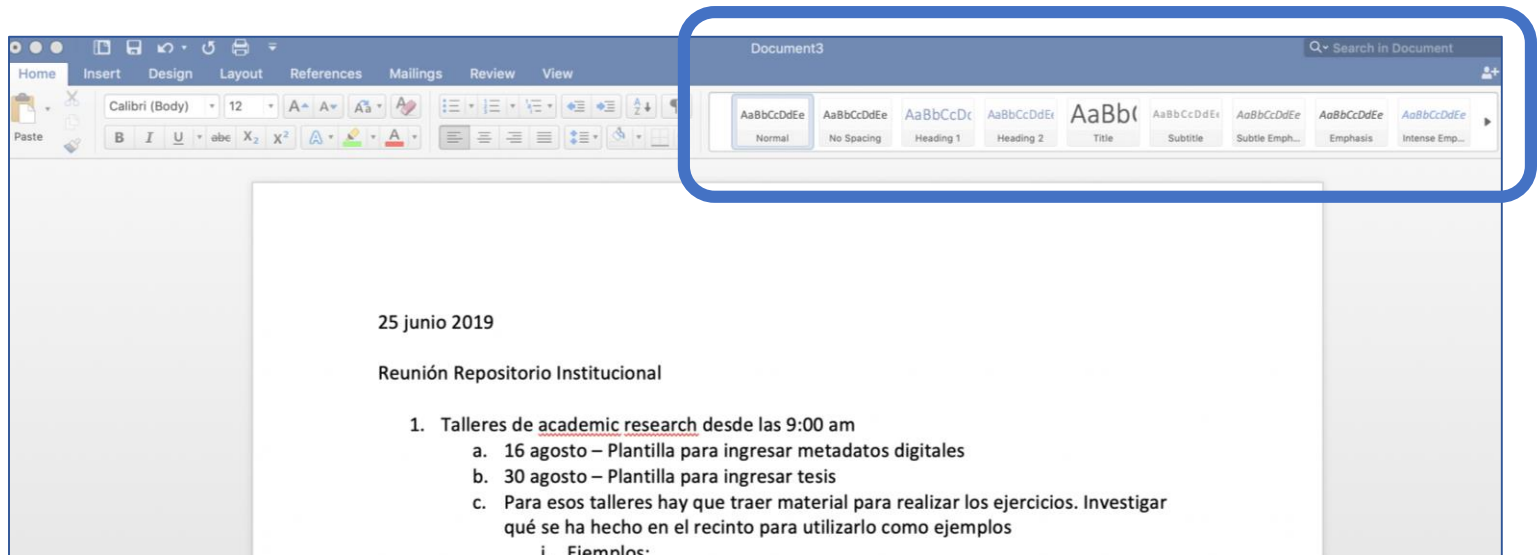 Document3
Search in Document
Home Insert Design Layout References Mailings Review View
Calibri (Body) 12
Paste
B I U abc X₂ X² A A
AaBbCcDdEe AaBbCcDdEe AaBbCcDc AaBbCcDdEe AaBb( AaBbCcDdEe AaBbCcDdEe AaBbCcDdEe AaBbCcDdEe
Normal No Spacing Heading 1 Heading 2 Title Subtitle Subtle Emph... Emphasis Intense Emp...
25 junio 2019
Reunión Repositorio Institucional
1. Talleres de academic research desde las 9:00 am
a. 16 agosto – Plantilla para ingresar metadatos digitales
b. 30 agosto – Plantilla para ingresar tesis
c. Para esos talleres hay que traer material para realizar los ejercicios. Investigar
qué se ha hecho en el recinto para utilizarlo como ejemplos
i. Ejemplos: